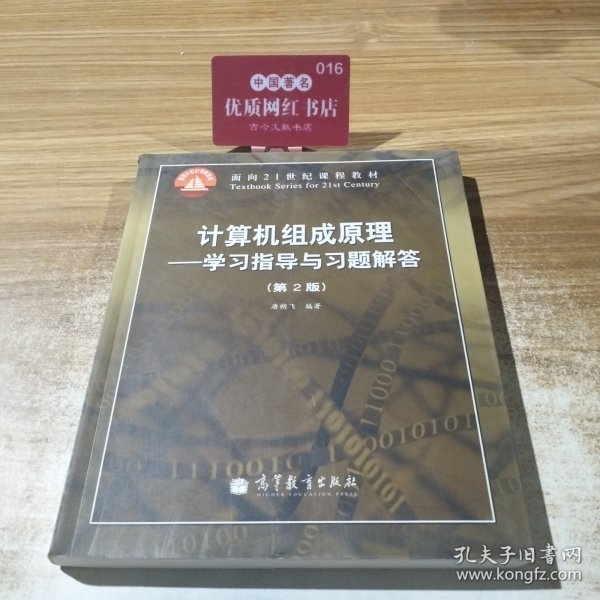 016
中国著名
优质网红书店
古今文献书店
面向21世纪课程教材
Textbook Series for 21st Century
计算机组成原理
——学习指导与习题解答
(第2版)
唐朔飞 编著
高等教育出版社
HIGHER EDUCATION PRESS
孔夫子旧书网
www.kongfz.com